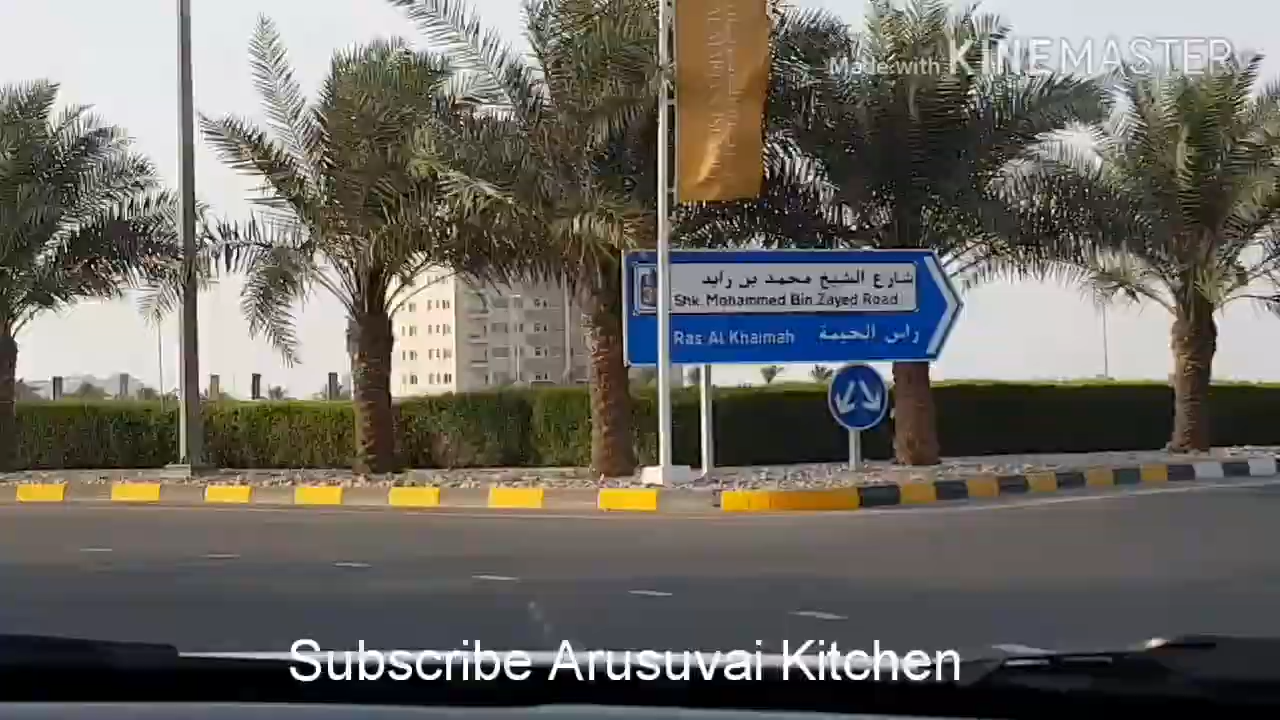 Made with KINEMASTER
شارع الشيخ محمد بن زايد
Shk. Mohammed Bin Zayed Road
Ras Al Khaimah راس الخيمة
Subscribe Arusuvai Kitchen